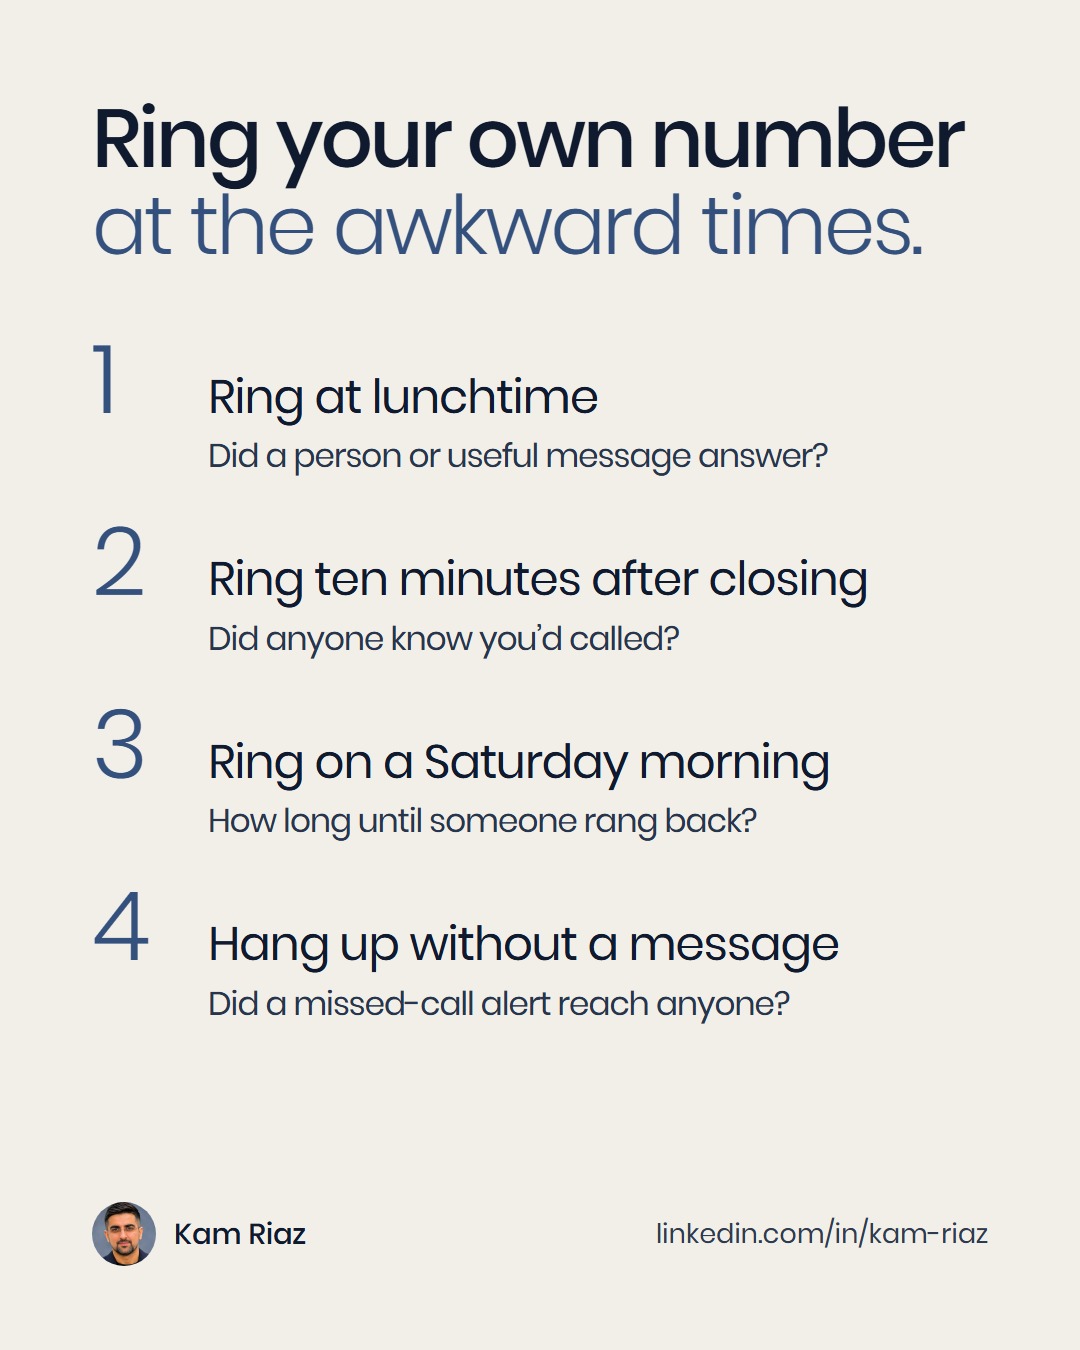 Ring your own number
at the awkward times.
1
Ring at lunchtime
Did a person or useful message answer?
2
Ring ten minutes after closing
Did anyone know you’d called?
3
Ring on a Saturday morning
How long until someone rang back?
4
Hang up without a message
Did a missed-call alert reach anyone?
Kam Riaz
linkedin.com/in/kam-riaz